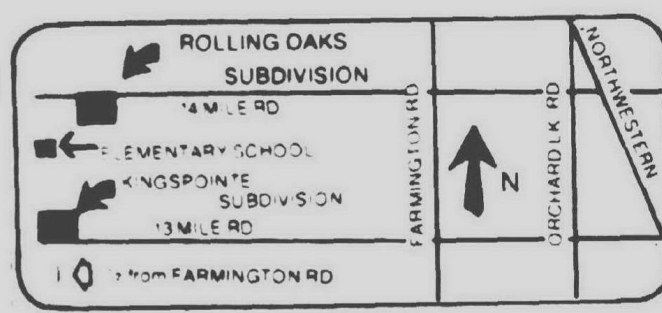 ROLLING OAKS
SUBDIVISION
14 MILE RD
ELEMENTARY SCHOOL
KINGSPOINTE
SUBDIVISION
13 MILE RD
from FARMINGTON RD
FARMINGTON RD
N
ORCHARD LK RD
NORTHWESTERN